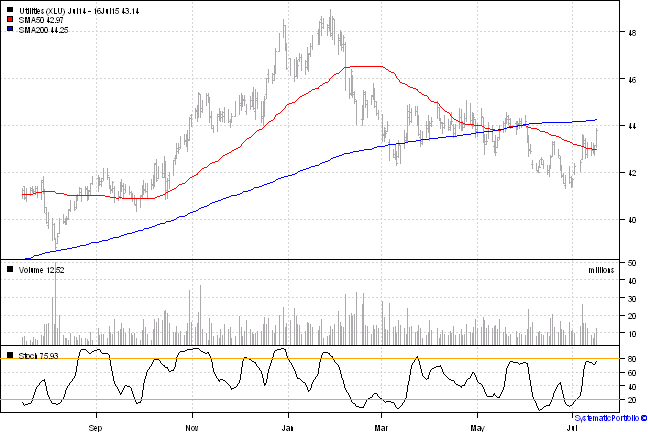 Utilities (XLU) Jul14 - 16Jul15 43.14
SMA50 42.97
SMA200 44.25
48
46
44
42
40
Volume 12.52
millions
50
40
30
20
10
Stoch 75.93
80
60
40
20
Sep
Nov
Jan
Mar
May
Jul
SystematicPortfolio ©